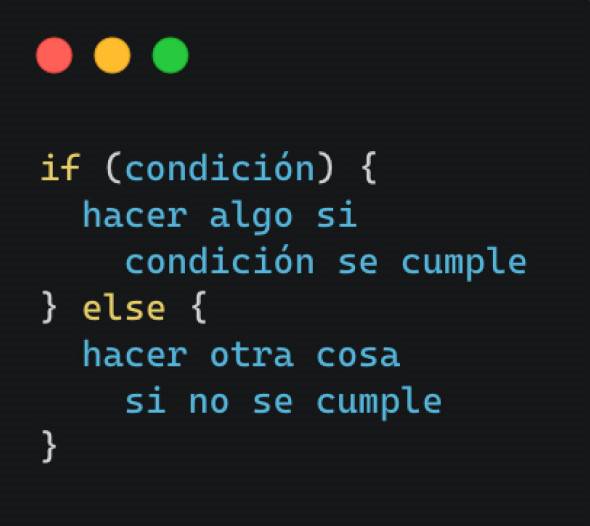 if (condición) {
  hacer algo si
    condición se cumple
} else {
  hacer otra cosa
    si no se cumple
}